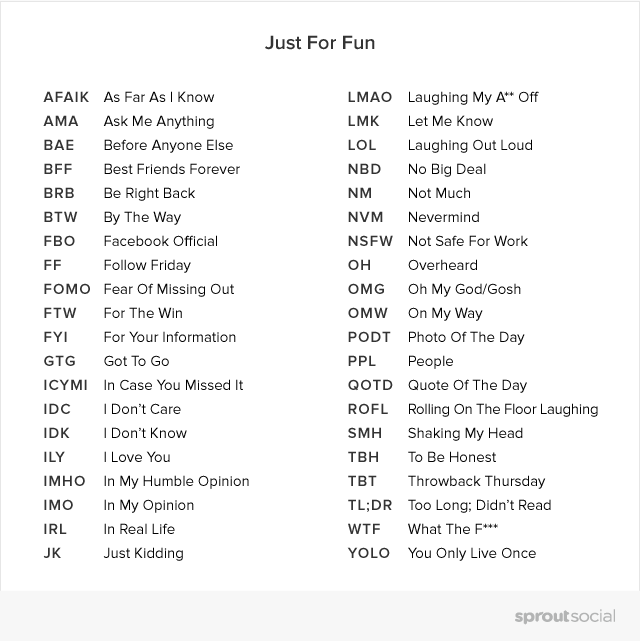 Just For Fun
AFAIK As Far As I Know
AMA Ask Me Anything
BAE Before Anyone Else
BFF Best Friends Forever
BRB Be Right Back
BTW By The Way
FBO Facebook Official
FF Follow Friday
FOMO Fear Of Missing Out
FTW For The Win
FYI For Your Information
GTG Got To Go
ICYMI In Case You Missed It
IDC I Don't Care
IDK I Don't Know
ILY I Love You
IMHO In My Humble Opinion
IMO In My Opinion
IRL In Real Life
JK Just Kidding
LMAO Laughing My A** Off
LMK Let Me Know
LOL Laughing Out Loud
NBD No Big Deal
NM Not Much
NVM Nevermind
NSFW Not Safe For Work
OH Overheard
OMG Oh My God/Gosh
OMW On My Way
PODT Photo Of The Day
PPL People
QOTD Quote Of The Day
ROFL Rolling On The Floor Laughing
SMH Shaking My Head
TBH To Be Honest
TBT Throwback Thursday
TL;DR Too Long; Didn't Read
WTF What The F***
YOLO You Only Live Once
sproutsocial